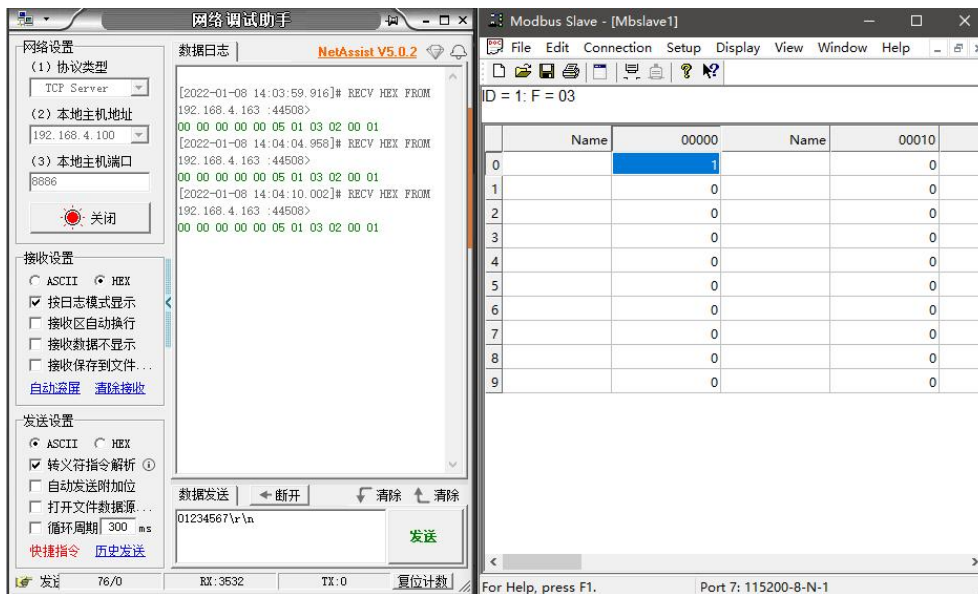 网络调试助手
网络设置
(1) 协议类型
TCP Server
(2) 本地主机地址
192.168.4.100
(3) 本地主机端口
8886
关闭
接收设置
ASCII HEX
按日志模式显示
接收区自动换行
接收数据不显示
接收保存到文件...
自动滚屏 清除接收
发送设置
ASCII HEX
转义符指令解析
自动发送附加位
打开文件数据源...
循环周期 300 ms
快捷指令 历史发送
数据日志 NetAssist V5.0.2
[2022-01-08 14:03:59.916]# RECV HEX FROM
192.168.4.163 :44508>
00 00 00 00 00 05 01 03 02 00 01
[2022-01-08 14:04:04.958]# RECV HEX FROM
192.168.4.163 :44508>
00 00 00 00 00 05 01 03 02 00 01
[2022-01-08 14:04:10.002]# RECV HEX FROM
192.168.4.163 :44508>
00 00 00 00 00 05 01 03 02 00 01
数据发送 断开 清除 清除
01234567\r\n
发送
76/0 RX:3532 TX:0 复位计数
Modbus Slave - [Mbslave1]
File Edit Connection Setup Display View Window Help
ID = 1: F = 03
Name 00000 Name 00010
0 1 0
1 0 0
2 0 0
3 0 0
4 0 0
5 0 0
6 0 0
7 0 0
8 0 0
9 0 0
For Help, press F1. Port 7: 115200-8-N-1